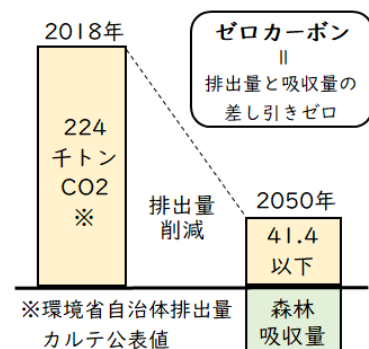 2018年
ゼロカーボン
॥
排出量と吸収量の
差し引きゼロ
224
千トン
CO2
※
排出量
削減
2050年
41.4
以下
※環境省自治体排出量
カルテ公表値
森林
吸収量